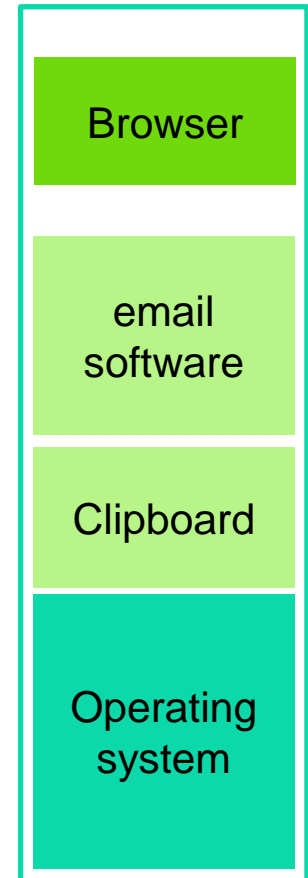 Browser
email
software
Clipboard
Operating
system